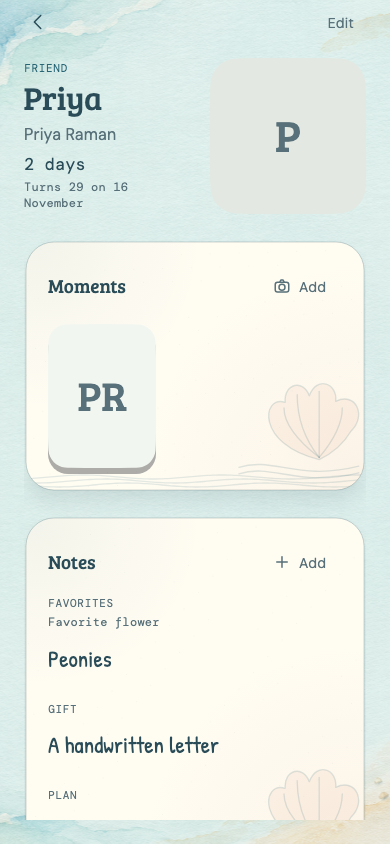 Edit
FRIEND
Priya
Priya Raman
2 days
Turns 29 on 16
November
P
Moments
Add
PR
Notes
Add
FAVORITES
Favorite flower
Peonies
GIFT
A handwritten letter
PLAN